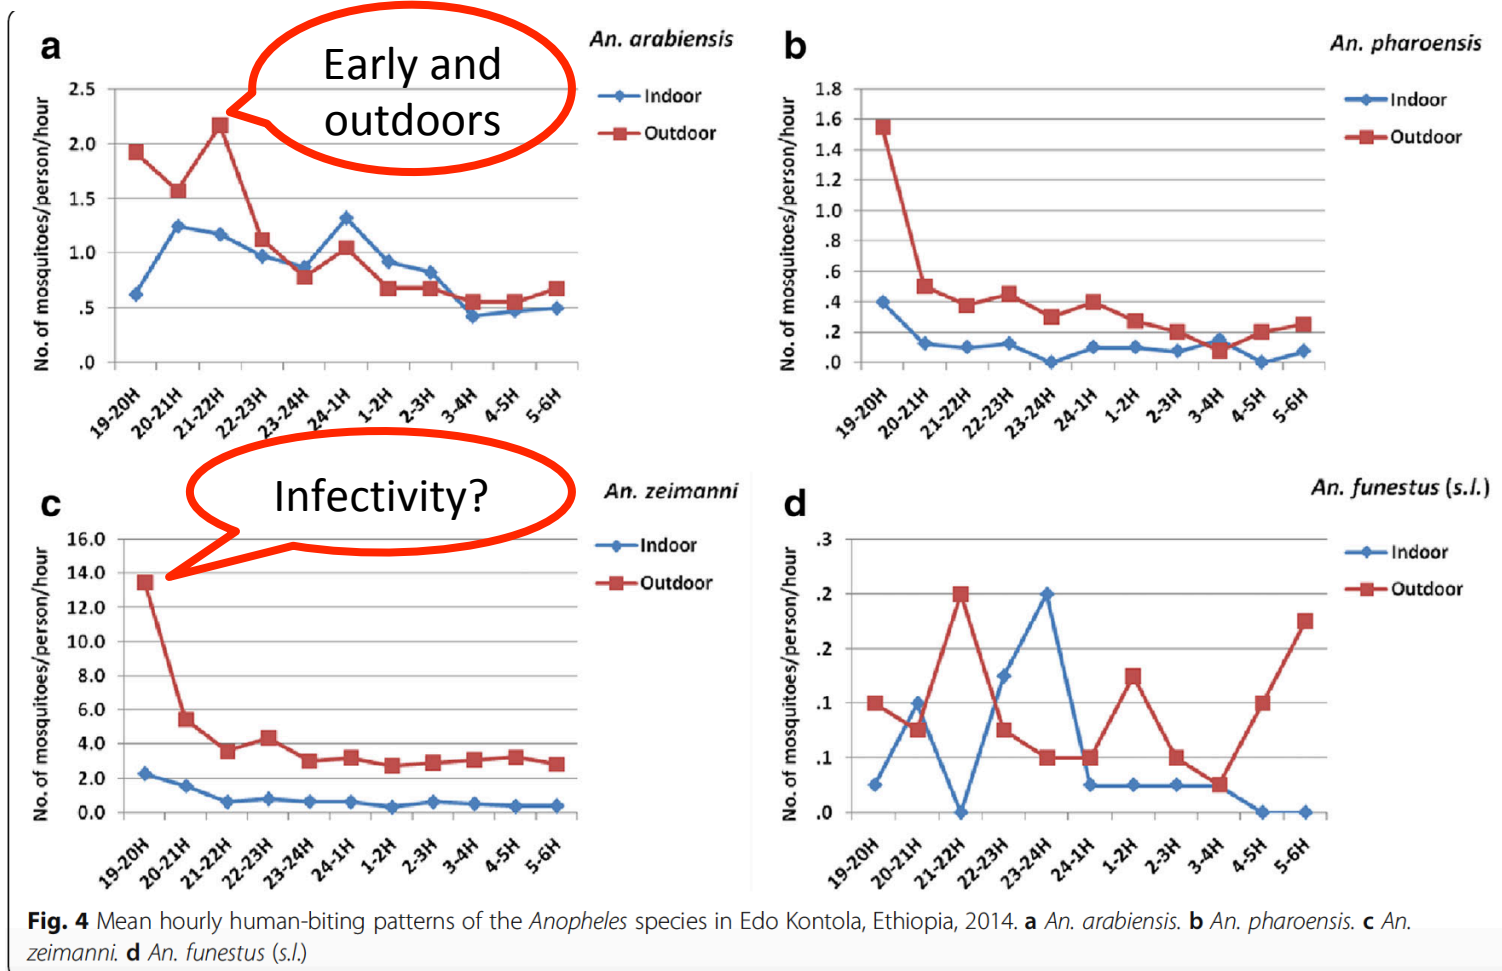 a
An. arabiensis
Early and
outdoors
Indoor
Outdoor
No. of mosquitoes/person/hour
2.5
2.0
1.5
1.0
.5
.0
19-20H
20-21H
21-22H
22-23H
23-24H
24-1H
1-2H
2-3H
3-4H
4-5H
5-6H
b
An. pharoensis
Indoor
Outdoor
No. of mosquitoes/person/hour
1.8
1.6
1.4
1.2
1.0
.8
.6
.4
.2
.0
19-20H
20-21H
21-22H
22-23H
23-24H
24-1H
1-2H
2-3H
3-4H
4-5H
5-6H
c
An. zeimanni
Infectivity?
Indoor
Outdoor
No. of mosquitoes/person/hour
16.0
14.0
12.0
10.0
8.0
6.0
4.0
2.0
0.0
19-20H
20-21H
21-22H
22-23H
23-24H
24-1H
1-2H
2-3H
3-4H
4-5H
5-6H
d
An. funestus (s.l.)
Indoor
Outdoor
No. of mosquitoes/person/hour
.3
.2
.2
.1
.1
.0
19-20H
20-21H
21-22H
22-23H
23-24H
24-1H
1-2H
2-3H
3-4H
4-5H
5-6H
Fig. 4 Mean hourly human-biting patterns of the Anopheles species in Edo Kontola, Ethiopia, 2014. a An. arabiensis. b An. pharoensis. c An.
zeimanni. d An. funestus (s.l.)